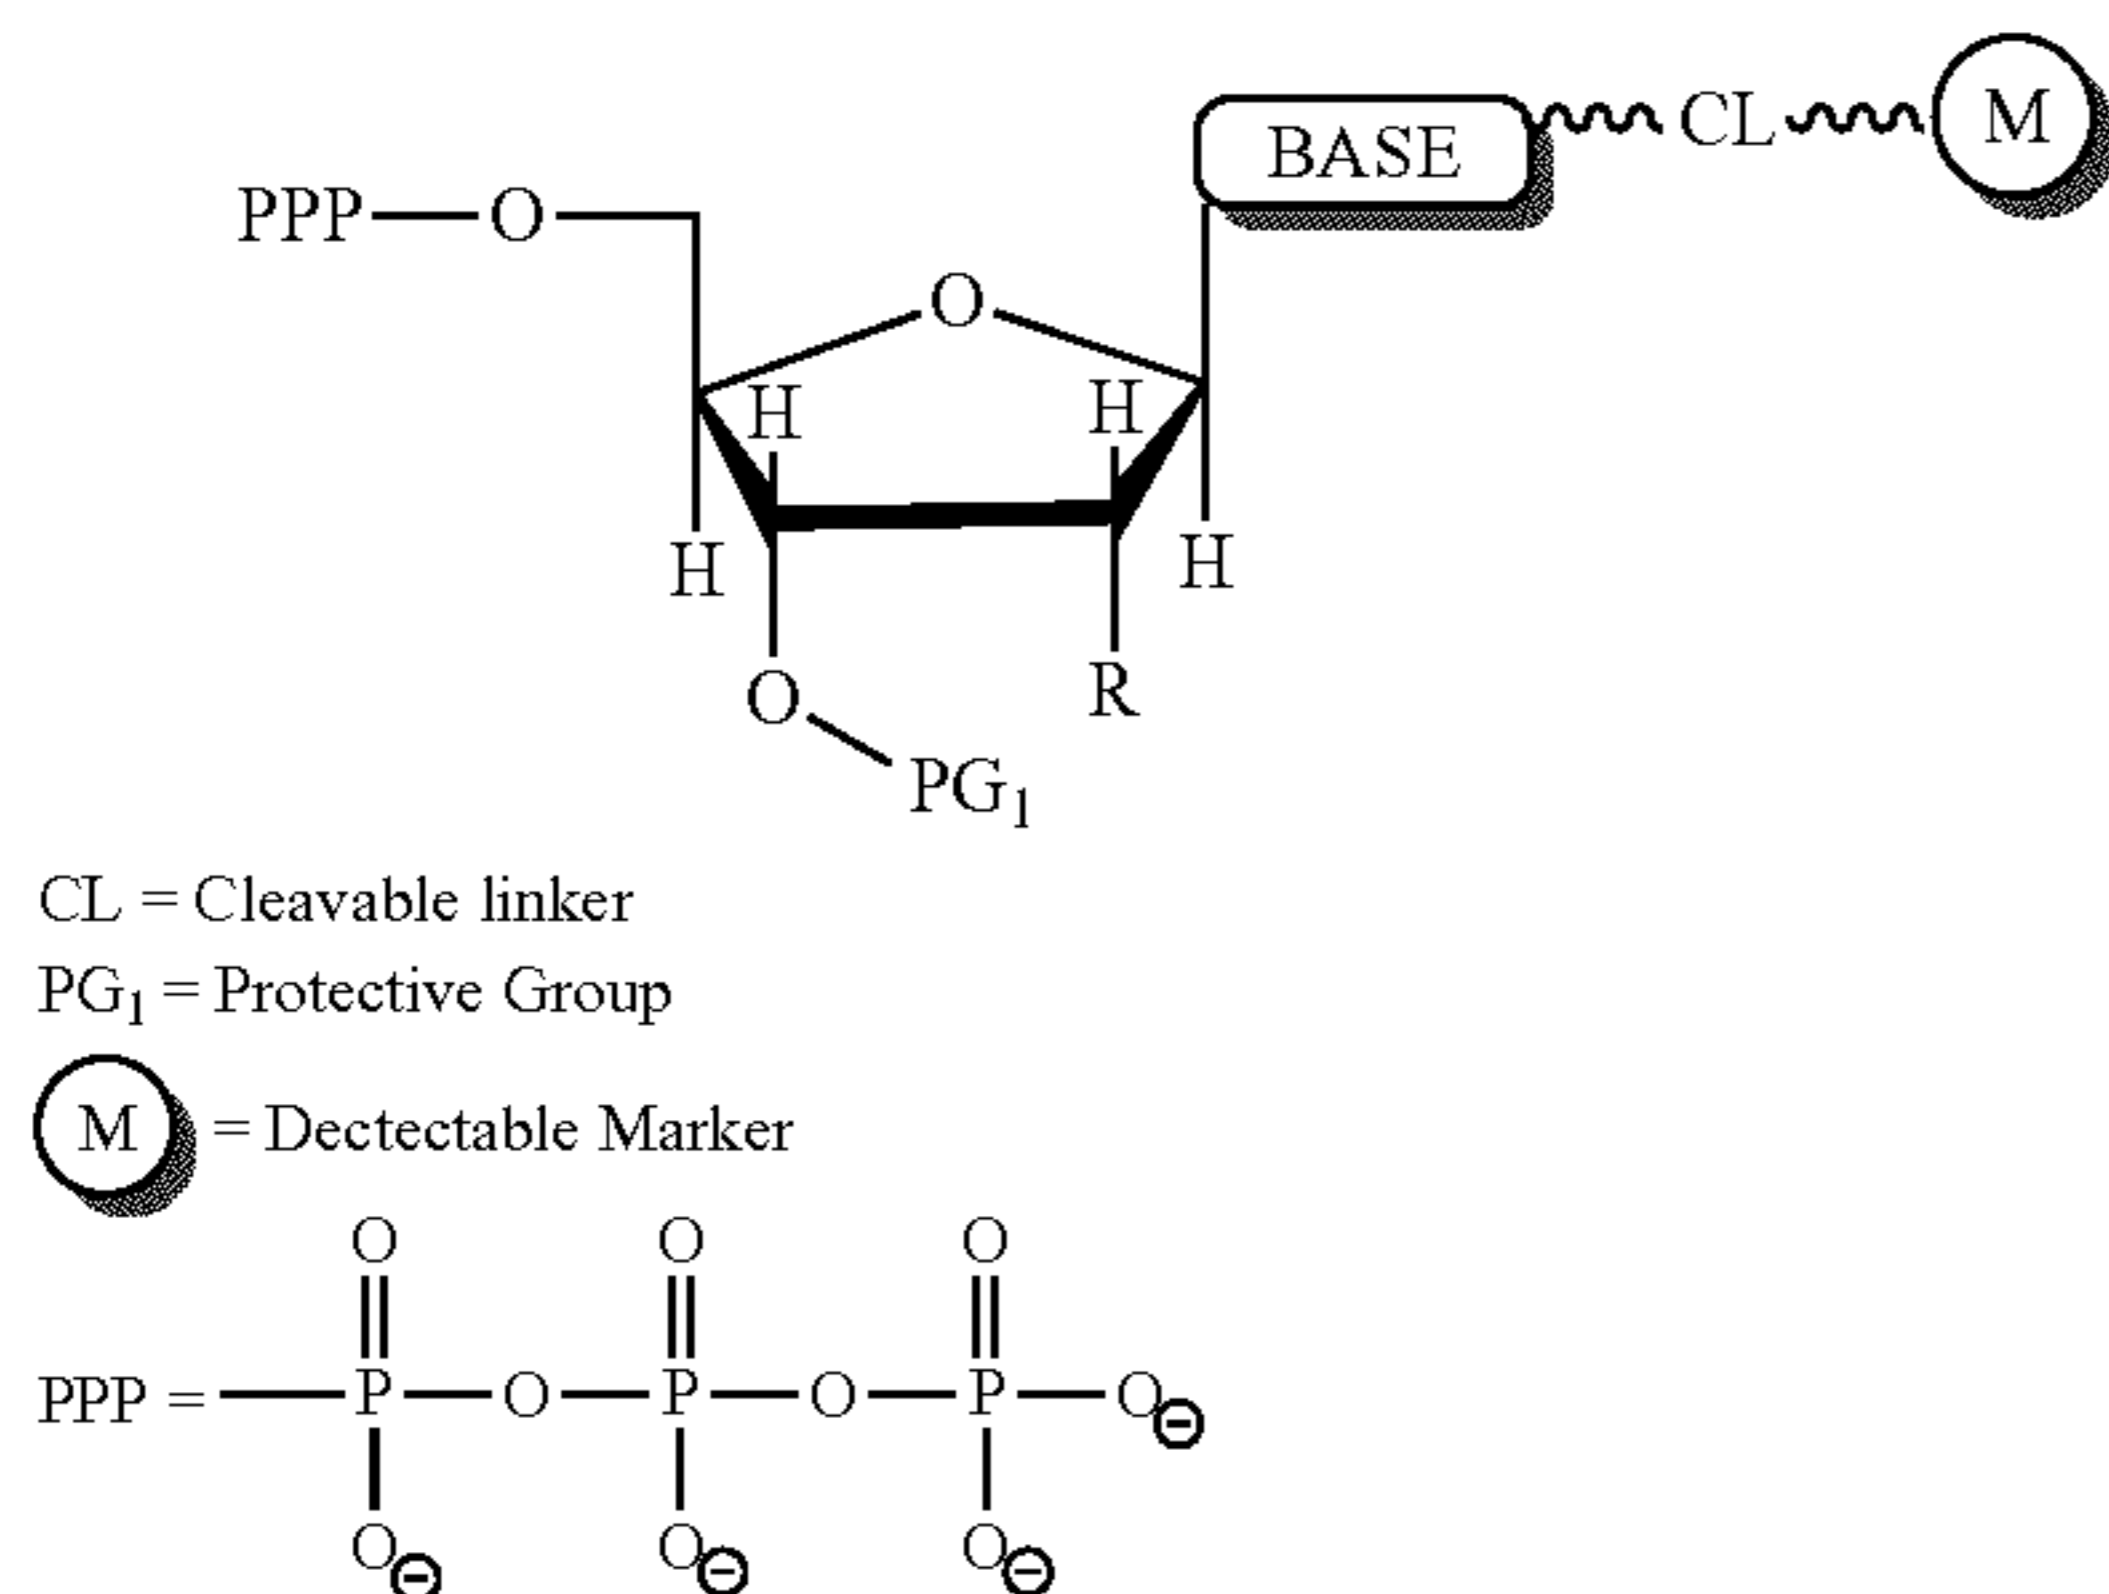 BASE CL M
PPP O
O
H H
H H
O R
PG₁
CL = Cleavable linker
PG₁ = Protective Group
M = Dectectable Marker
O O O
PPP = P O P O P O⊖
O⊖ O⊖ O⊖